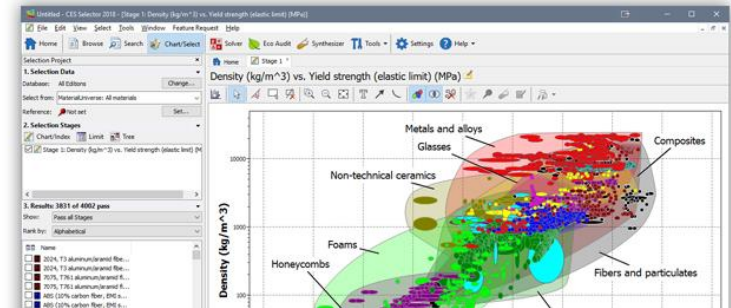 Untitled - CES Selector 2018 - [Stage 1: Density (kg/m^3) vs. Yield strength (elastic limit) (MPa)]
File Edit View Select Tools Window Feature Request Help
Home Browse Search Chart/Select Solver Eco Audit Synthesizer Tools Settings Help
Selection Project
1. Selection Data
Database: All Editions Change...
Select from: MaterialUniverse: All materials
Reference: Not set Set...
2. Selection Stages
Chart/Index Limit Tree
Stage 1: Density (kg/m^3) vs. Yield strength (elastic limit) (M
3. Results: 3831 of 4002 pass
Show: Pass all Stages
Rank by: Alphabetical
Name
2024, T3 aluminum/aramid fibe...
2024, T3 aluminum/aramid fibe...
7075, T761 aluminum/aramid fi...
7075, T761 aluminum/aramid fi...
ABS (10% carbon fiber, EMI s...
ABS (10% carbon fiber, EMI s...
Home Stage 1
Density (kg/m^3) vs. Yield strength (elastic limit) (MPa)
Metals and alloys
Glasses
Composites
Non-technical ceramics
Foams
Honeycombs
Fibers and particulates
Density (kg/m^3)
10000
1000
100